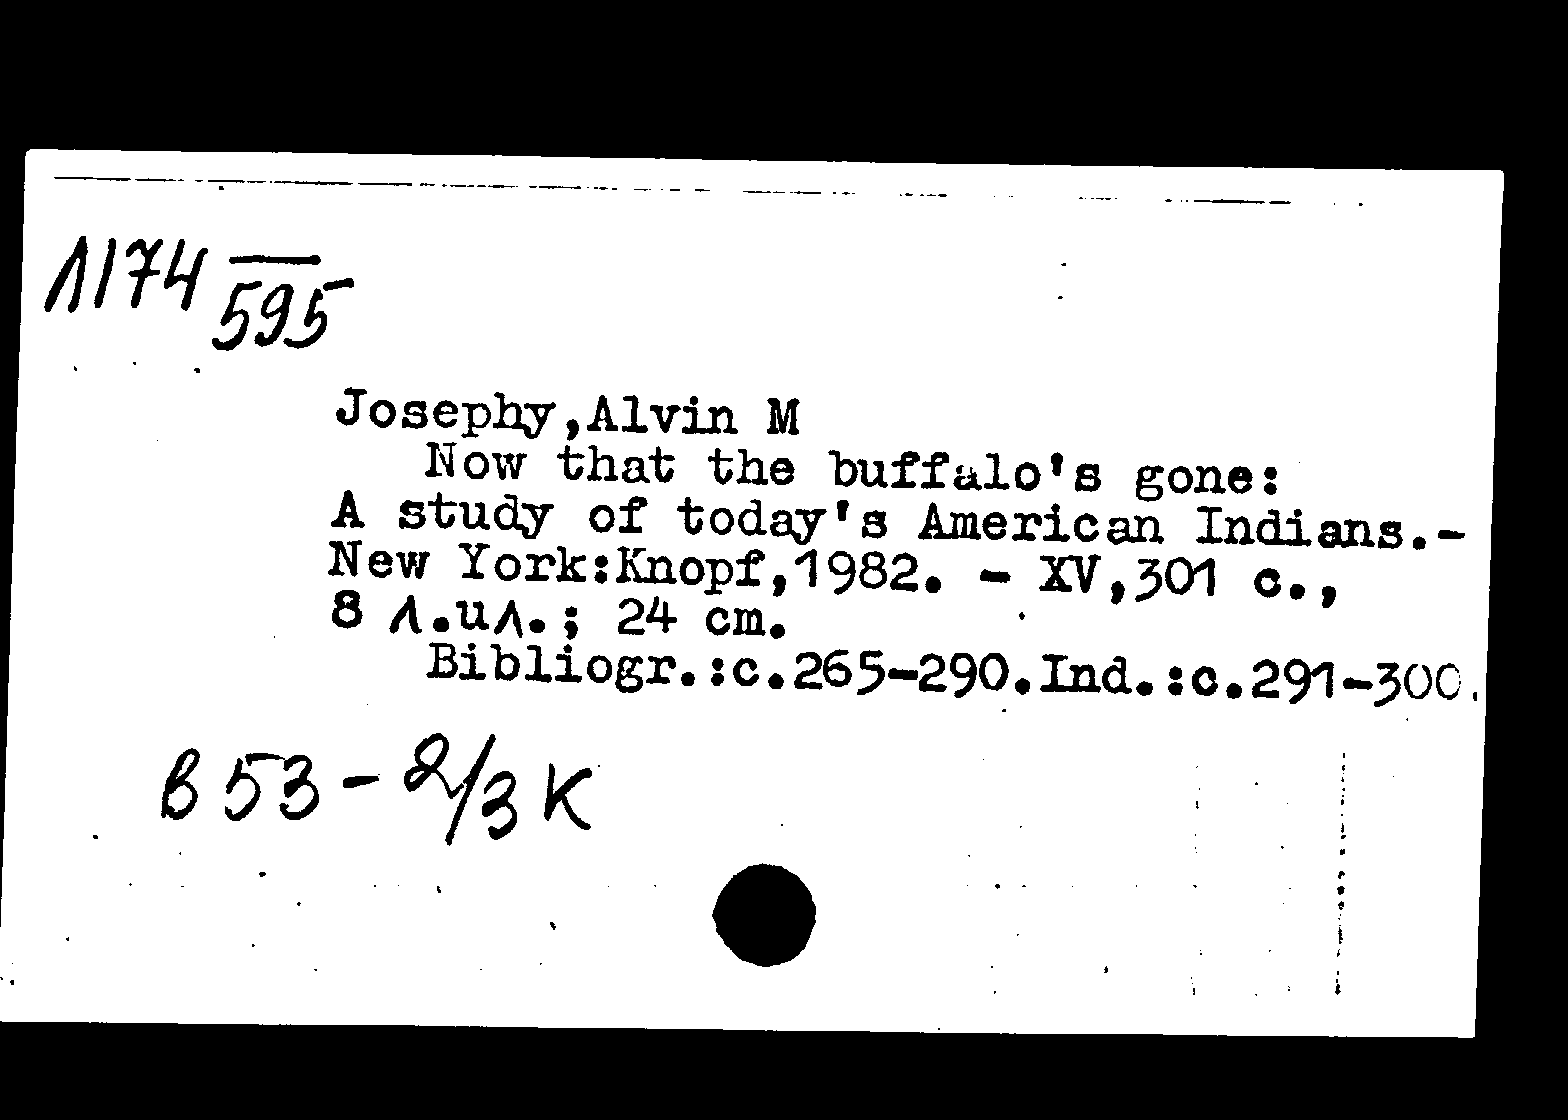 Л174 595
Josephy,Alvin M
Now that the buffalo's gone:
A study of today's American Indians.-
New York:Knopf,1982. - XV,301 с.,
8 л.ил.; 24 cm.
Bibliogr.:с.265-290.Ind.:с.291-300.
В 53 - 2/3 К